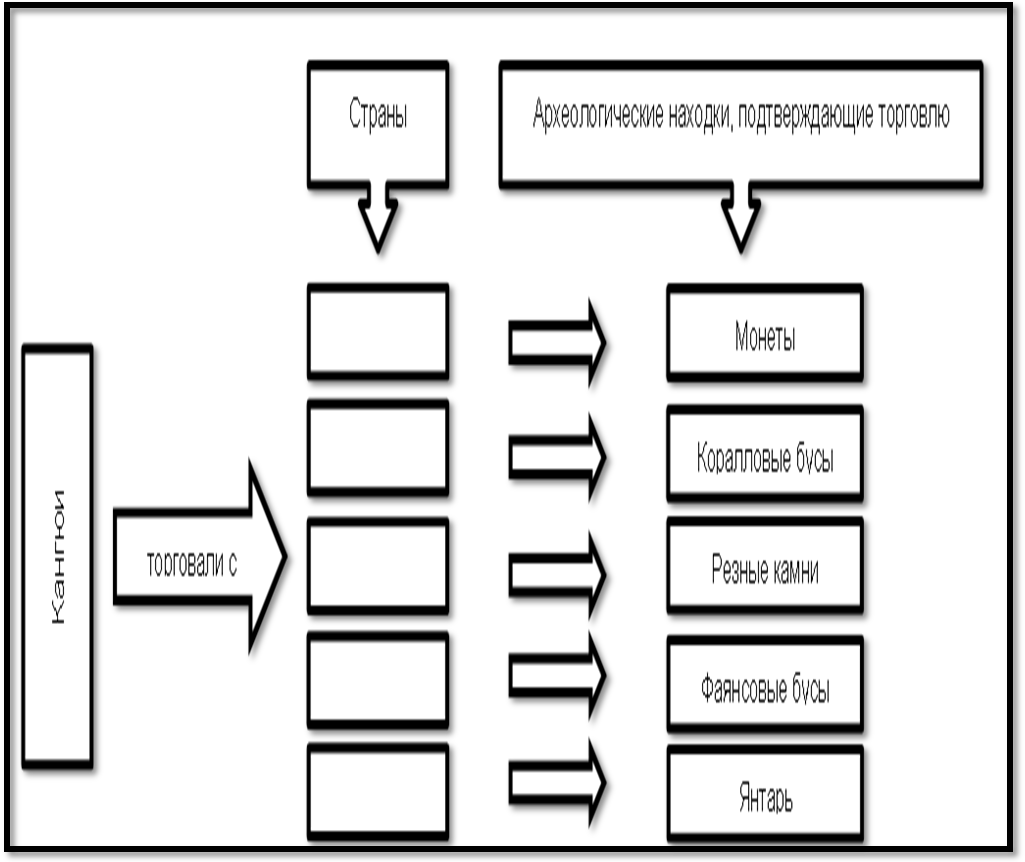 Страны
Археологические находки, подтверждающие торговлю
Кангюи
торговали с
Монеты
Коралловые бусы
Резные камни
Фаянсовые бусы
Янтарь